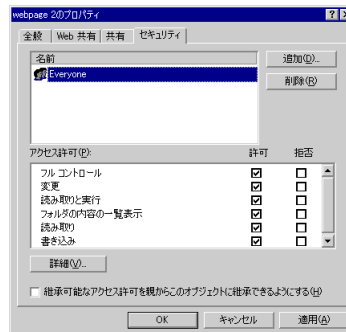 webpage 2のプロパティ
全般 Web 共有 共有 セキュリティ
名前
Everyone
追加(D)...
削除(R)
アクセス許可(P): 許可 拒否
フル コントロール
変更
読み取りと実行
フォルダの内容の一覧表示
読み取り
書き込み
詳細(V)...
継承可能なアクセス許可を親からこのオブジェクトに継承できるようにする(H)
OK キャンセル 適用(A)